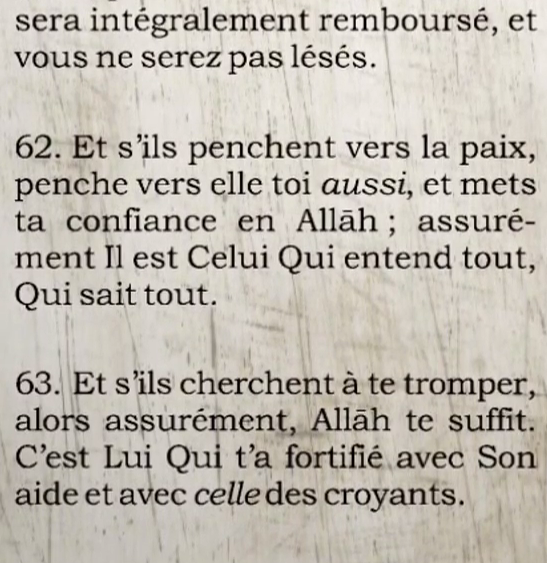 sera intégralement remboursé, et
vous ne serez pas lésés.
62. Et s'ils penchent vers la paix,
penche vers elle toi aussi, et mets
ta confiance en Allāh ; assuré-
ment Il est Celui Qui entend tout,
Qui sait tout.
63. Et s'ils cherchent à te tromper,
alors assurément, Allāh te suffit.
C'est Lui Qui t'a fortifié avec Son
aide et avec celle des croyants.